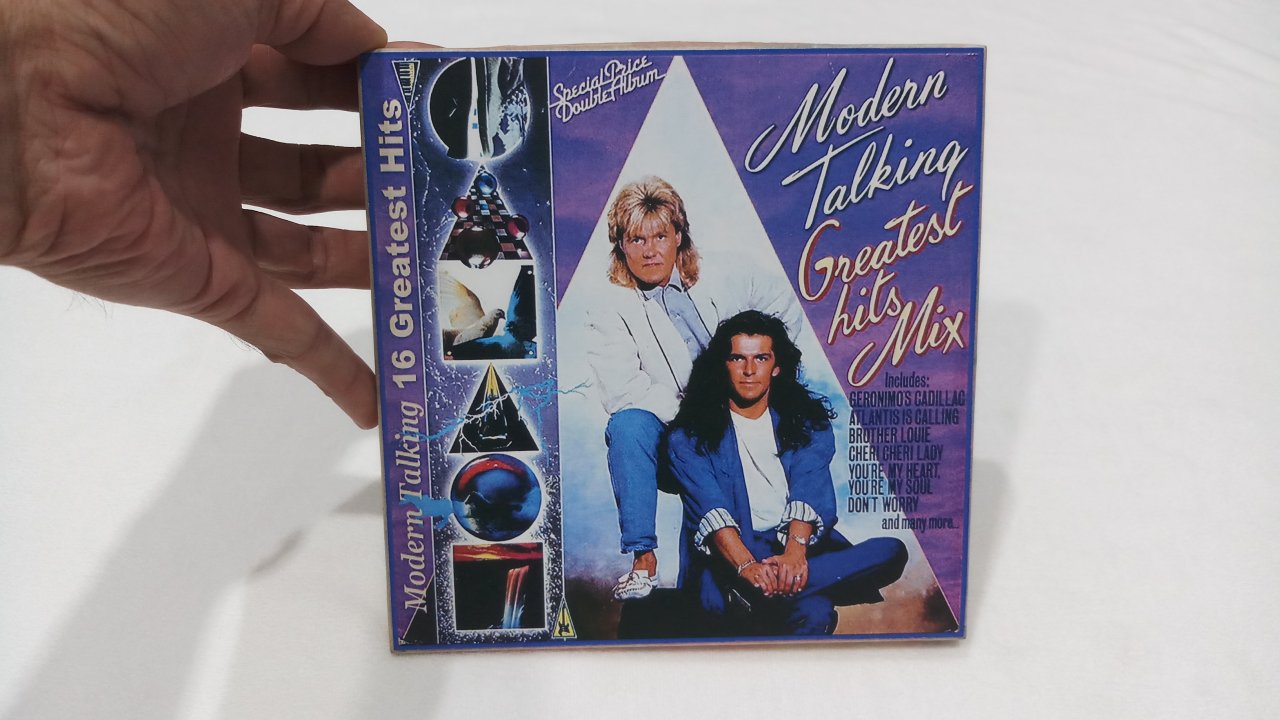 Modern Talking 16 Greatest Hits
Special Price
Double Album
Modern
Talking
Greatest
hits
Mix
Includes:
GERONIMO'S CADILLAC
ATLANTIS IS CALLING
BROTHER LOUIE
CHERI CHERI LADY
YOU'RE MY HEART,
YOU'RE MY SOUL
DON'T WORRY
and many more...